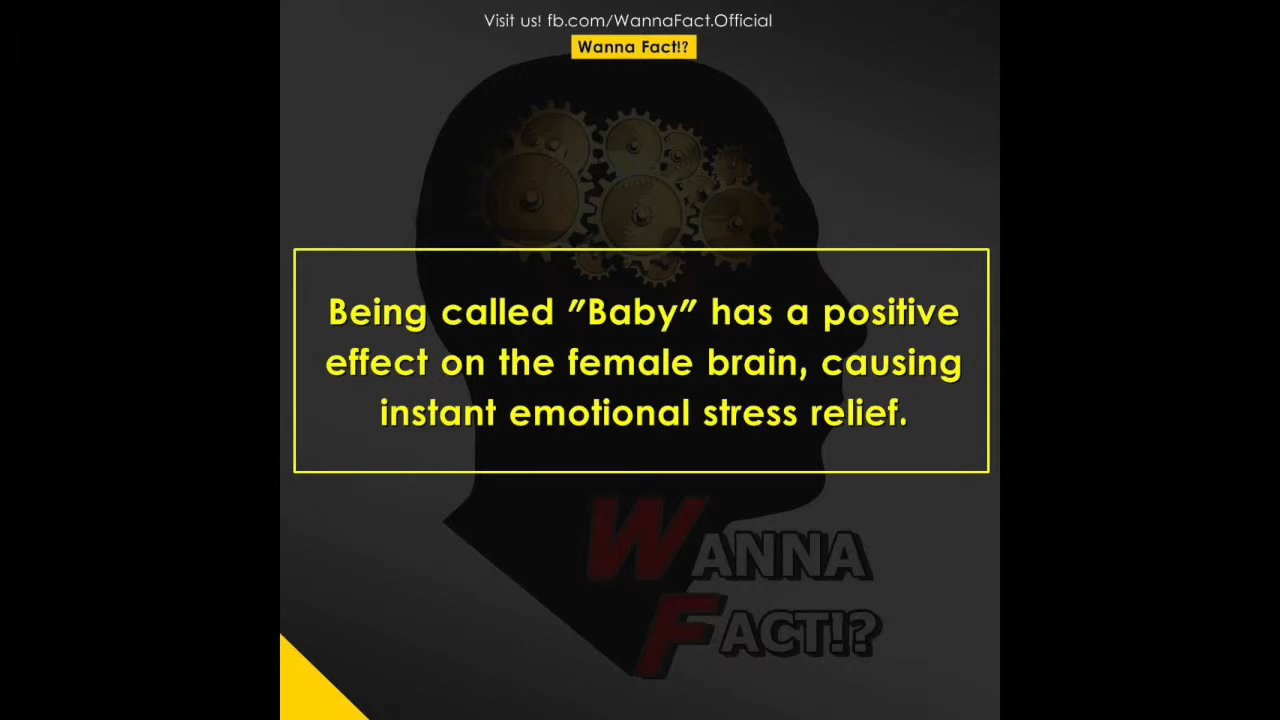 Visit us! fb.com/WannaFact.Official
Wanna Fact!?
Being called "Baby" has a positive
effect on the female brain, causing
instant emotional stress relief.
WANNA
FACT!?